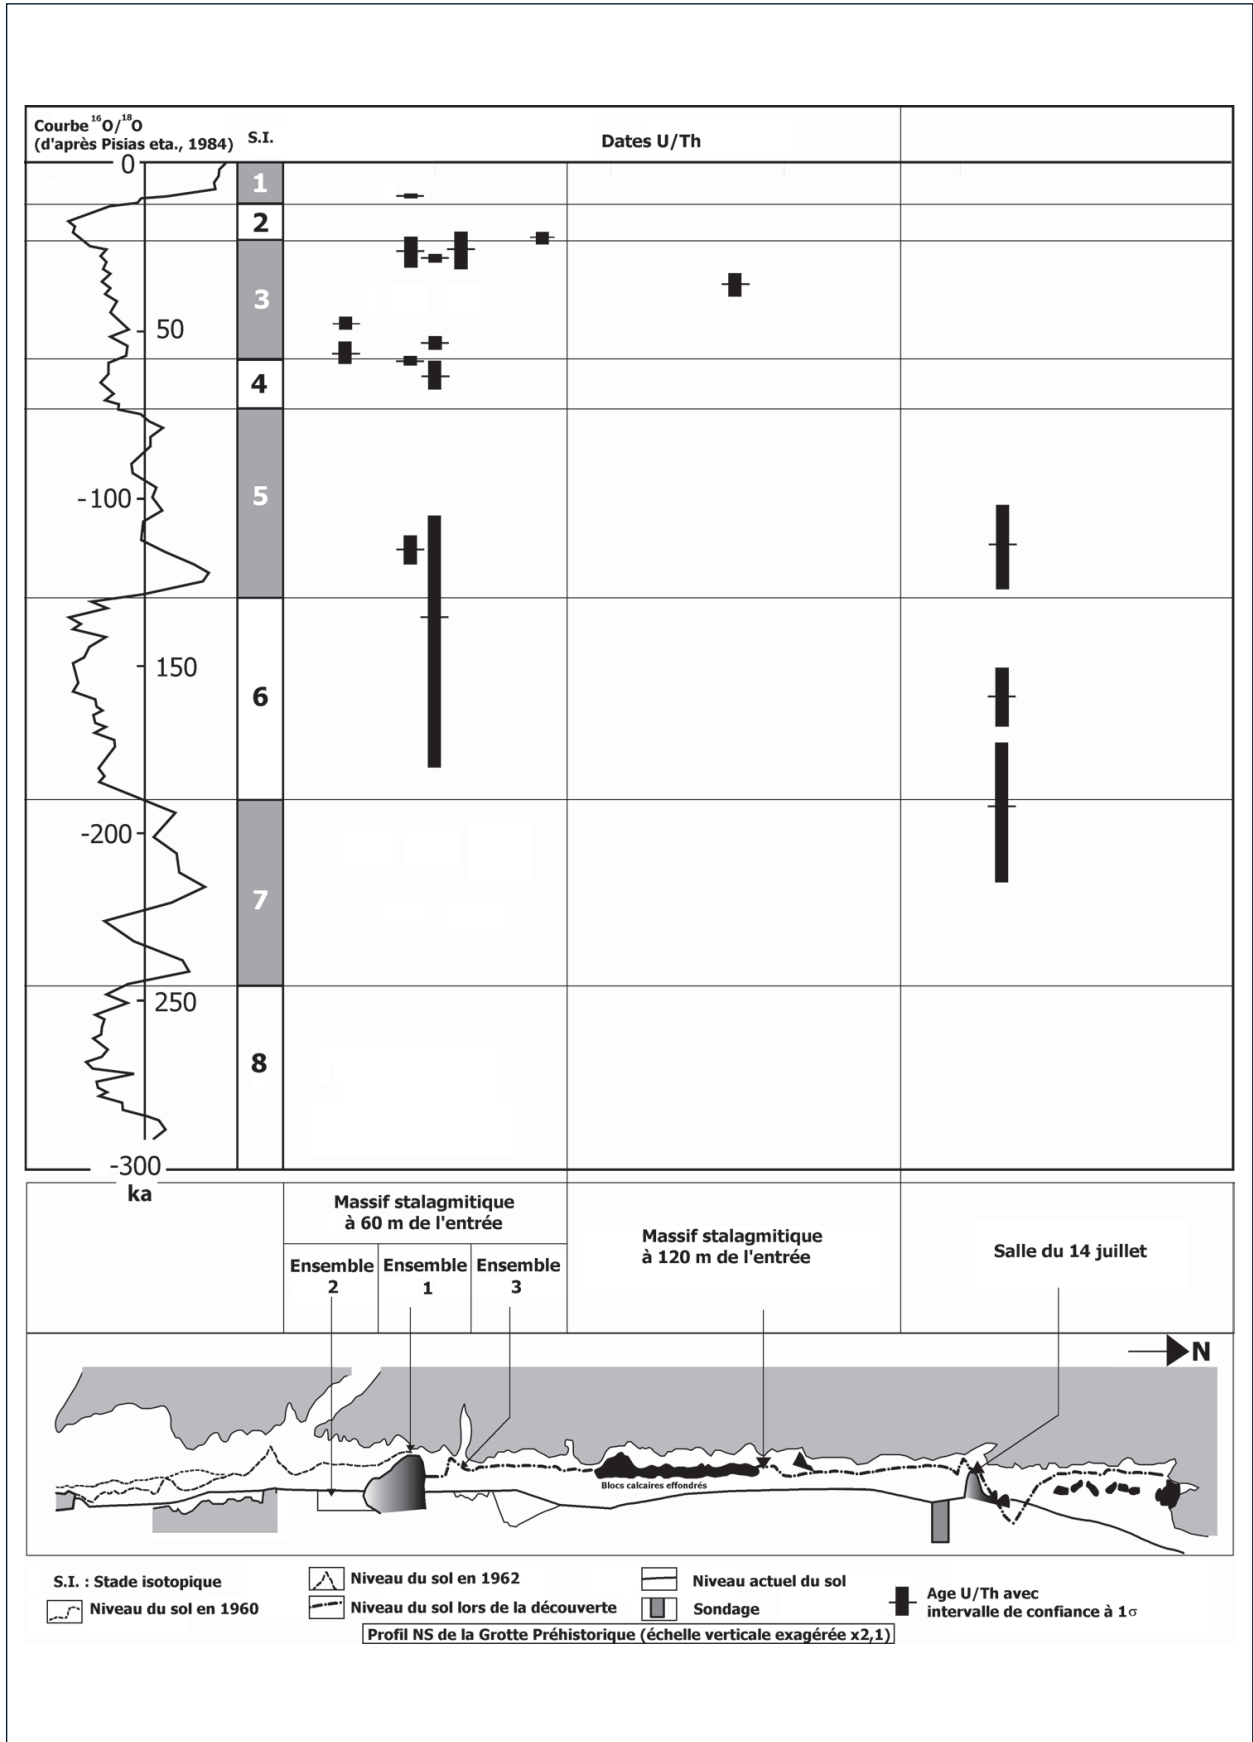 Courbe 16O/18O
(d'après Pisias eta., 1984)
S.I.
Dates U/Th
0
50
-100
150
-200
250
-300
ka
1
2
3
4
5
6
7
8
Massif stalagmitique
à 60 m de l'entrée
Ensemble
2
Ensemble
1
Ensemble
3
Massif stalagmitique
à 120 m de l'entrée
Salle du 14 juillet
N
Blocs calcaires effondrés
S.I. : Stade isotopique
Niveau du sol en 1960
Niveau du sol en 1962
Niveau du sol lors de la découverte
Niveau actuel du sol
Sondage
Age U/Th avec
intervalle de confiance à 1σ
Profil NS de la Grotte Préhistorique (échelle verticale exagérée x2,1)